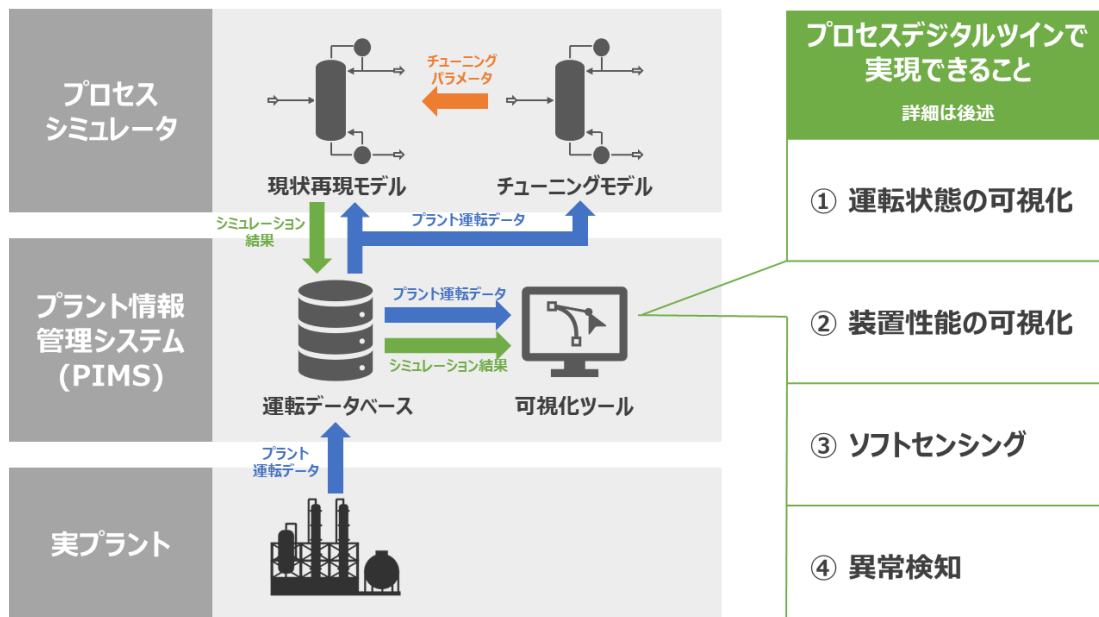 プロセス
シミュレータ
チューニング
パラメータ
現状再現モデル
チューニングモデル
シミュレーション
結果
プラント運転データ
プラント情報
管理システム
(PIMS)
プラント運転データ
シミュレーション結果
運転データベース
可視化ツール
プラント
運転データ
実プラント
プロセスデジタルツインで
実現できること
詳細は後述
① 運転状態の可視化
② 装置性能の可視化
③ ソフトセンシング
④ 異常検知